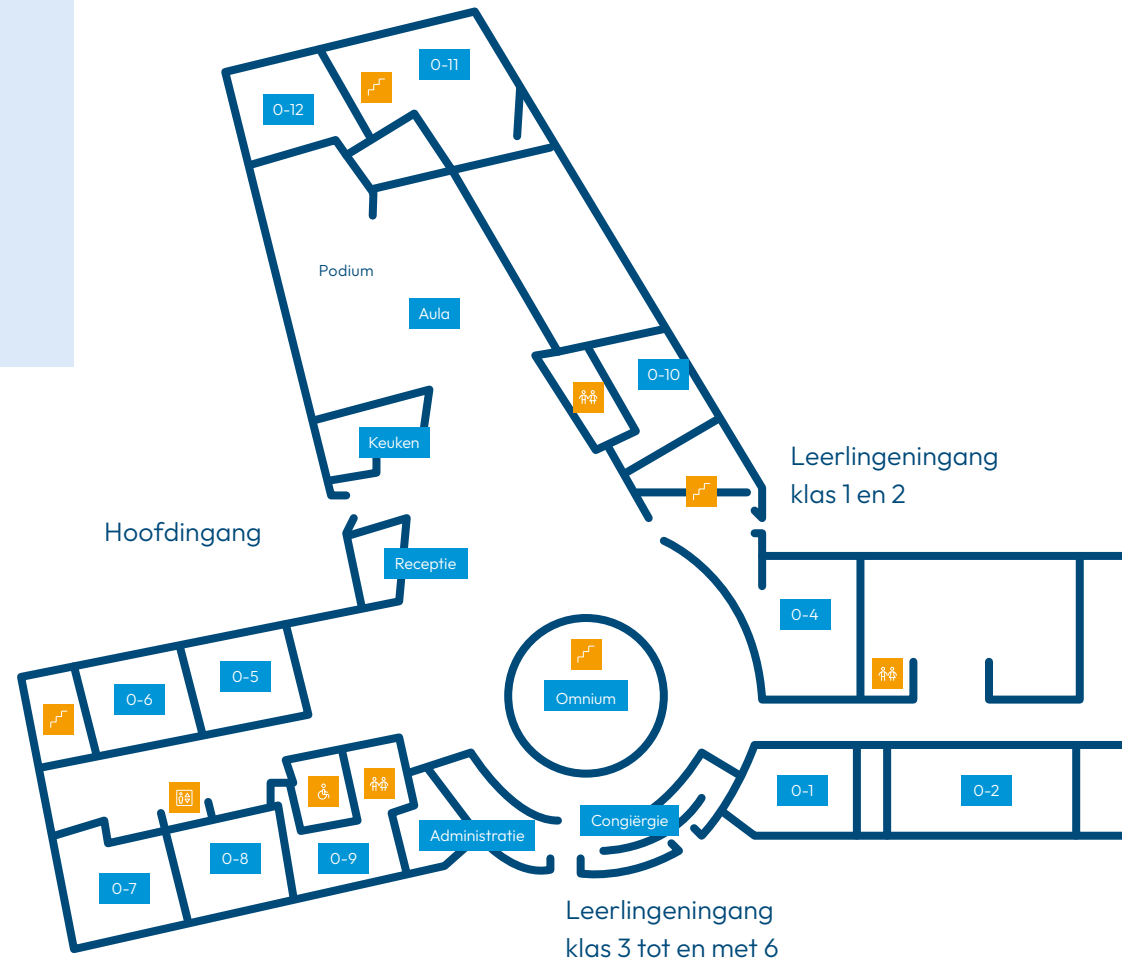 0-11
0-12
Podium
Aula
0-10
Keuken
Leerlingeningang
klas 1 en 2
Hoofdingang
Receptie
0-4
0-5
0-6
Omnium
0-1
0-2
Congiërgie
Administratie
0-8
0-9
0-7
Leerlingeningang
klas 3 tot en met 6